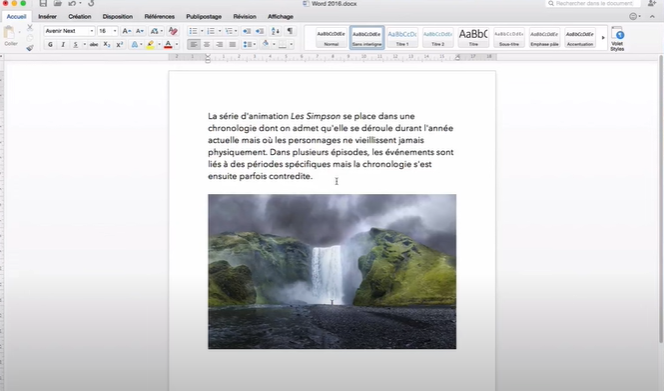 Word 2016.docx
Rechercher dans le document
Accueil Insérer Création Disposition Références Publipostage Révision Affichage
Coller
Avenir Next 16
AaBbCcDdEe AaBbCcDdEe AaBbCcDc AaBbCcDdEe AaBbC AaBbCcDdEe AaBbCcDdEe AaBbCcDdEe
Normal Sans interligne Titre 1 Titre 2 Titre Sous-titre Emphase pâle Accentuation
Volet
Styles
G I S abc X₂ X²
La série d'animation Les Simpson se place dans une
chronologie dont on admet qu'elle se déroule durant l'année
actuelle mais où les personnages ne vieillissent jamais
physiquement. Dans plusieurs épisodes, les événements sont
liés à des périodes spécifiques mais la chronologie s'est
ensuite parfois contredite.